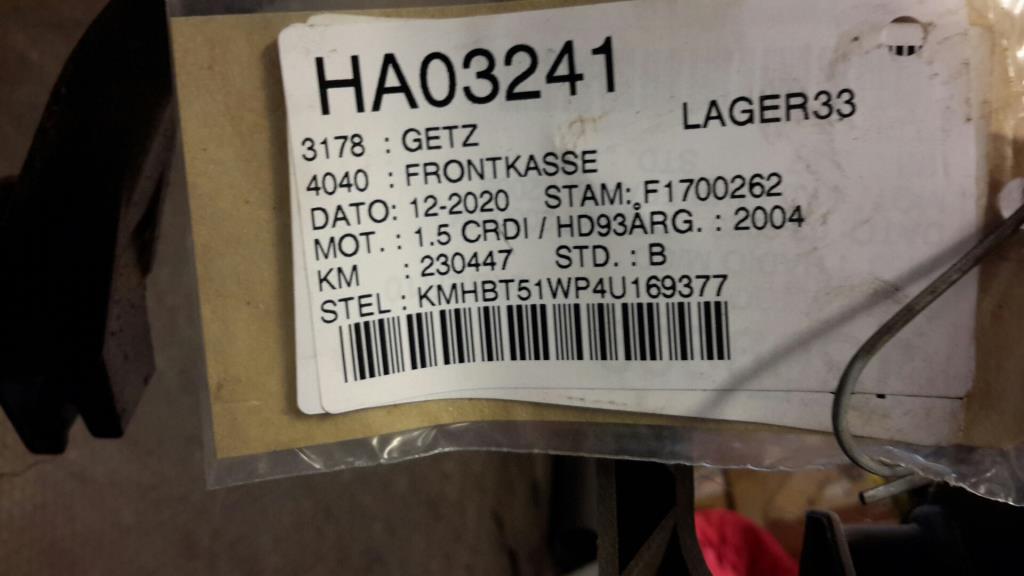 HA03241
LAGER33
3178 : GETZ
4040 : FRONTKASSE
DATO: 12-2020 STAM: F1700262
MOT. : 1.5 CRDI / HD93ÅRG. : 2004
KM : 230447 STD. : B
STEL : KMHBT51WP4U169377